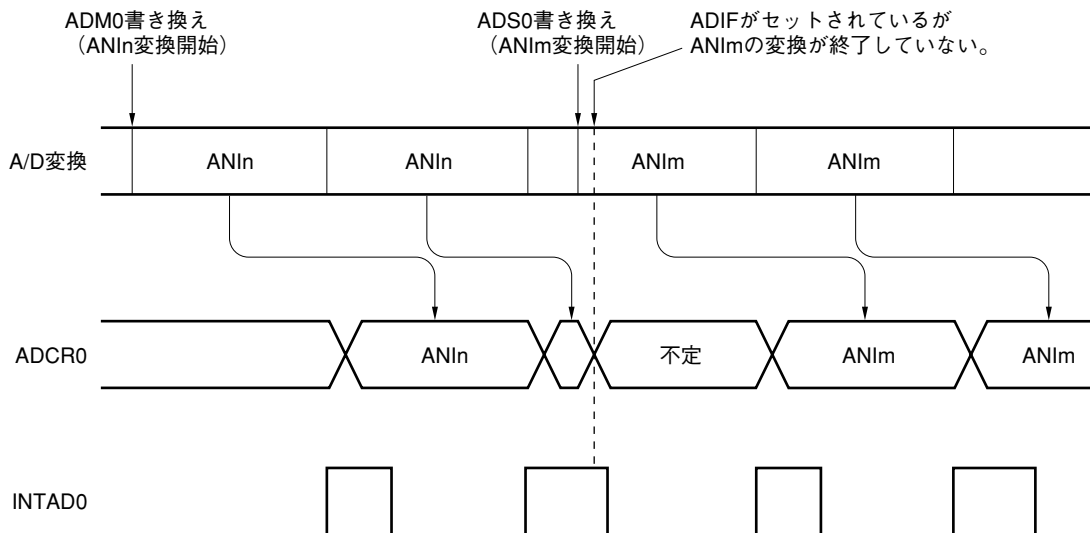 ADM0書き換え
（ANIn変換開始）
ADS0書き換え
（ANIm変換開始）
ADIFがセットされているが
ANImの変換が終了していない。
A/D変換
ANIn
ANIn
ANIm
ANIm
ADCR0
ANIn
不定
ANIm
ANIm
INTAD0